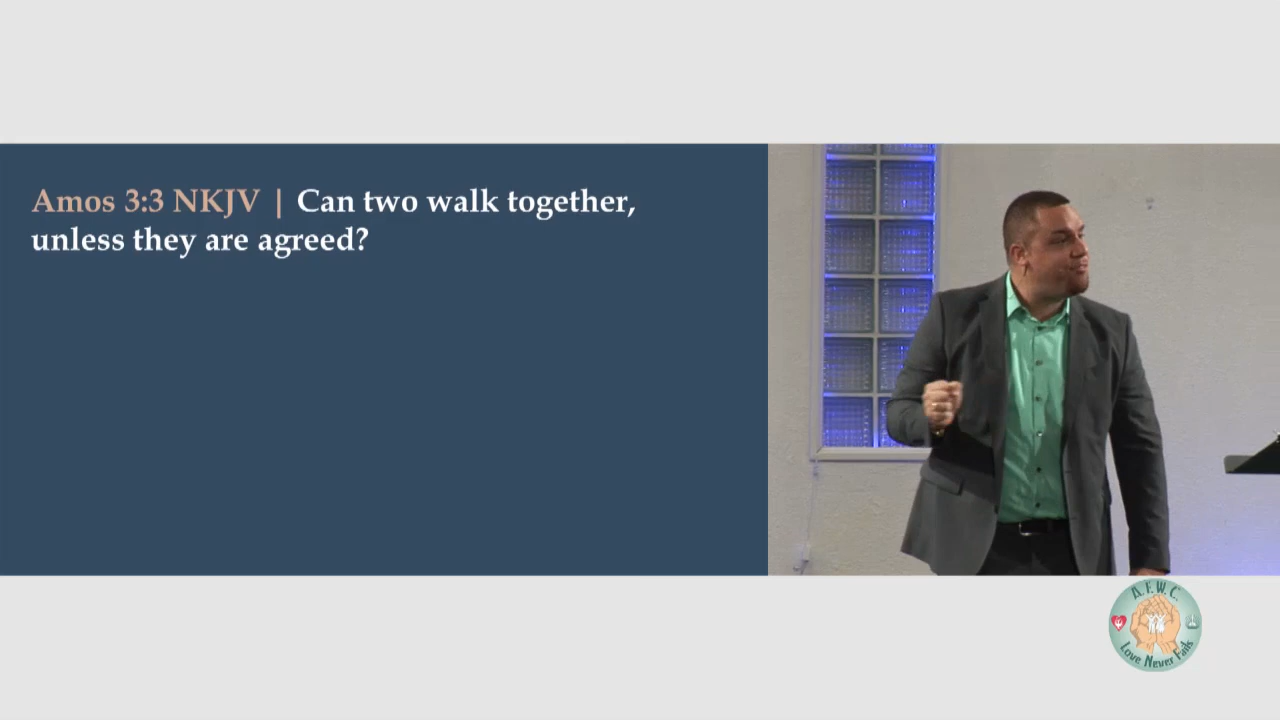 Amos 3:3 NKJV | Can two walk together,
unless they are agreed?
A.F.W.C.
Love Never Fails